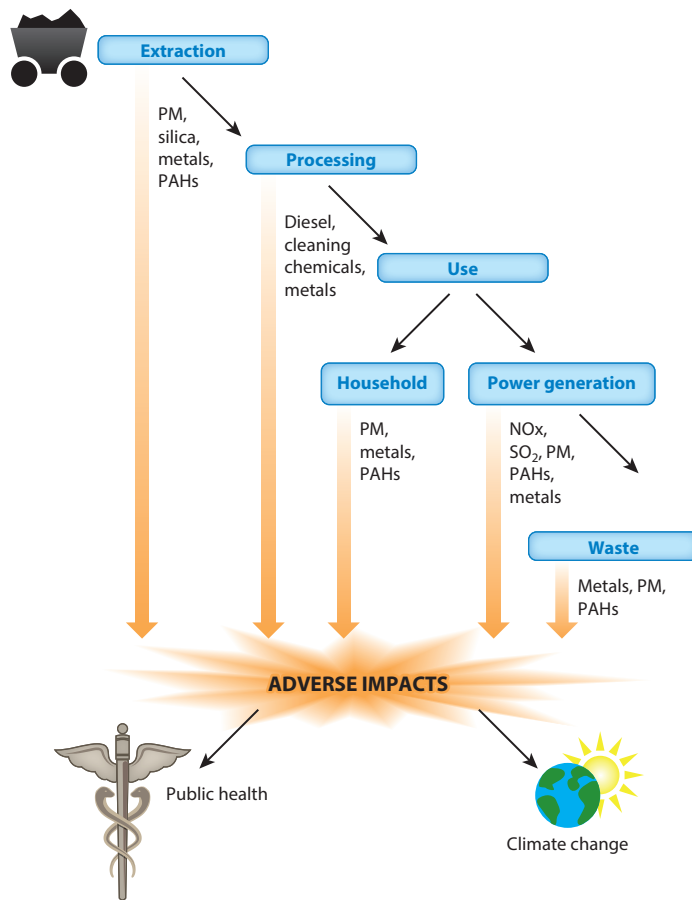 Extraction
PM,
silica,
metals,
PAHs
Processing
Diesel,
cleaning
chemicals,
metals
Use
Household
Power generation
PM,
metals,
PAHs
NOx,
SO₂, PM,
PAHs,
metals
Waste
Metals, PM,
PAHs
ADVERSE IMPACTS
Public health
Climate change